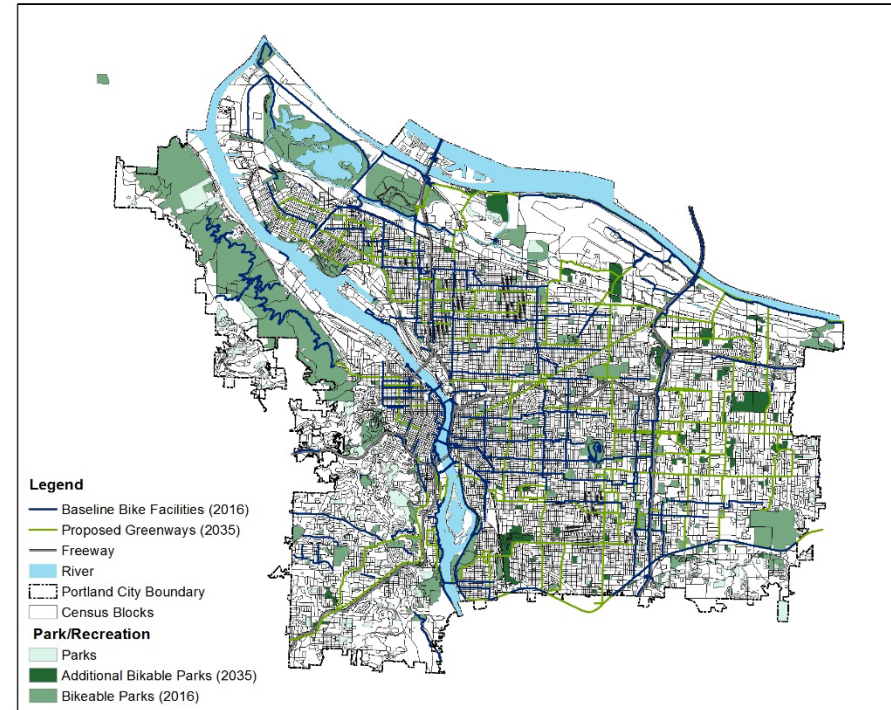 Legend
Baseline Bike Facilities (2016)
Proposed Greenways (2035)
Freeway
River
Portland City Boundary
Census Blocks
Park/Recreation
Parks
Additional Bikable Parks (2035)
Bikeable Parks (2016)